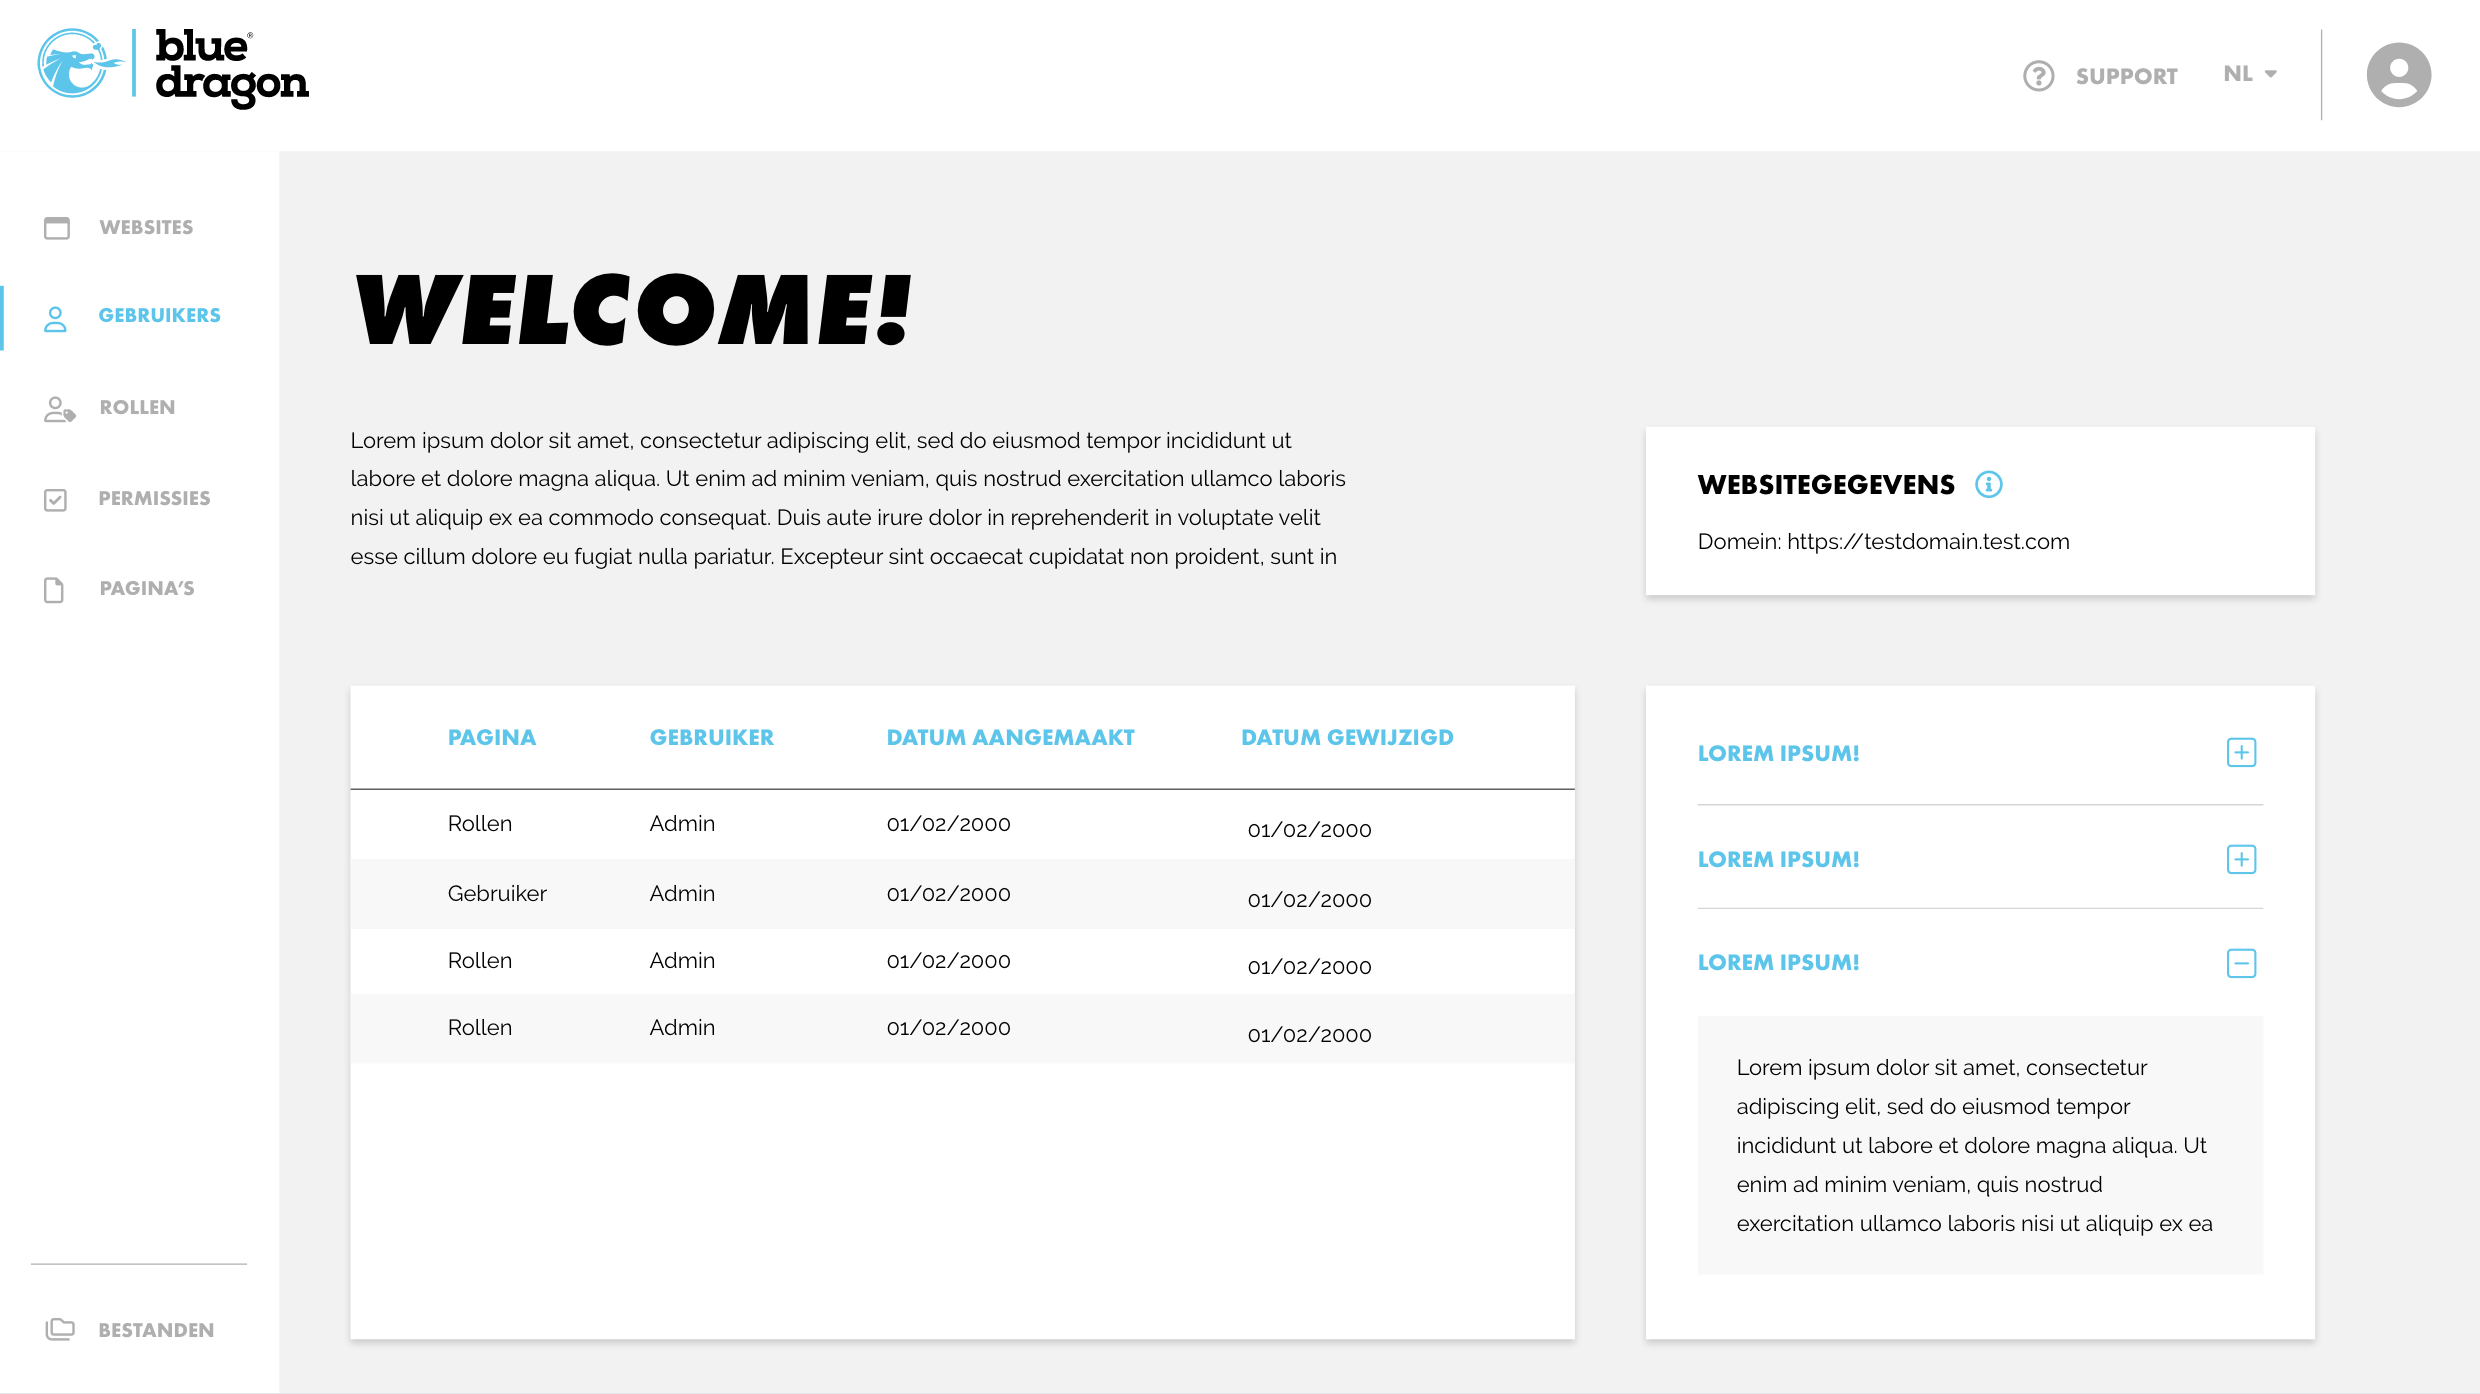 blue®
dragon
SUPPORT
NL
WEBSITES
GEBRUIKERS
ROLLEN
PERMISSIES
PAGINA’S
BESTANDEN
WELCOME!
Lorem ipsum dolor sit amet, consectetur adipiscing elit, sed do eiusmod tempor incididunt ut
labore et dolore magna aliqua. Ut enim ad minim veniam, quis nostrud exercitation ullamco laboris
nisi ut aliquip ex ea commodo consequat. Duis aute irure dolor in reprehenderit in voluptate velit
esse cillum dolore eu fugiat nulla pariatur. Excepteur sint occaecat cupidatat non proident, sunt in
WEBSITEGEGEVENS
Domein: https://testdomain.test.com
PAGINA GEBRUIKER DATUM AANGEMAAKT DATUM GEWIJZIGD
Rollen Admin 01/02/2000 01/02/2000
Gebruiker Admin 01/02/2000 01/02/2000
Rollen Admin 01/02/2000 01/02/2000
Rollen Admin 01/02/2000 01/02/2000
LOREM IPSUM!
LOREM IPSUM!
LOREM IPSUM!
Lorem ipsum dolor sit amet, consectetur
adipiscing elit, sed do eiusmod tempor
incididunt ut labore et dolore magna aliqua. Ut
enim ad minim veniam, quis nostrud
exercitation ullamco laboris nisi ut aliquip ex ea